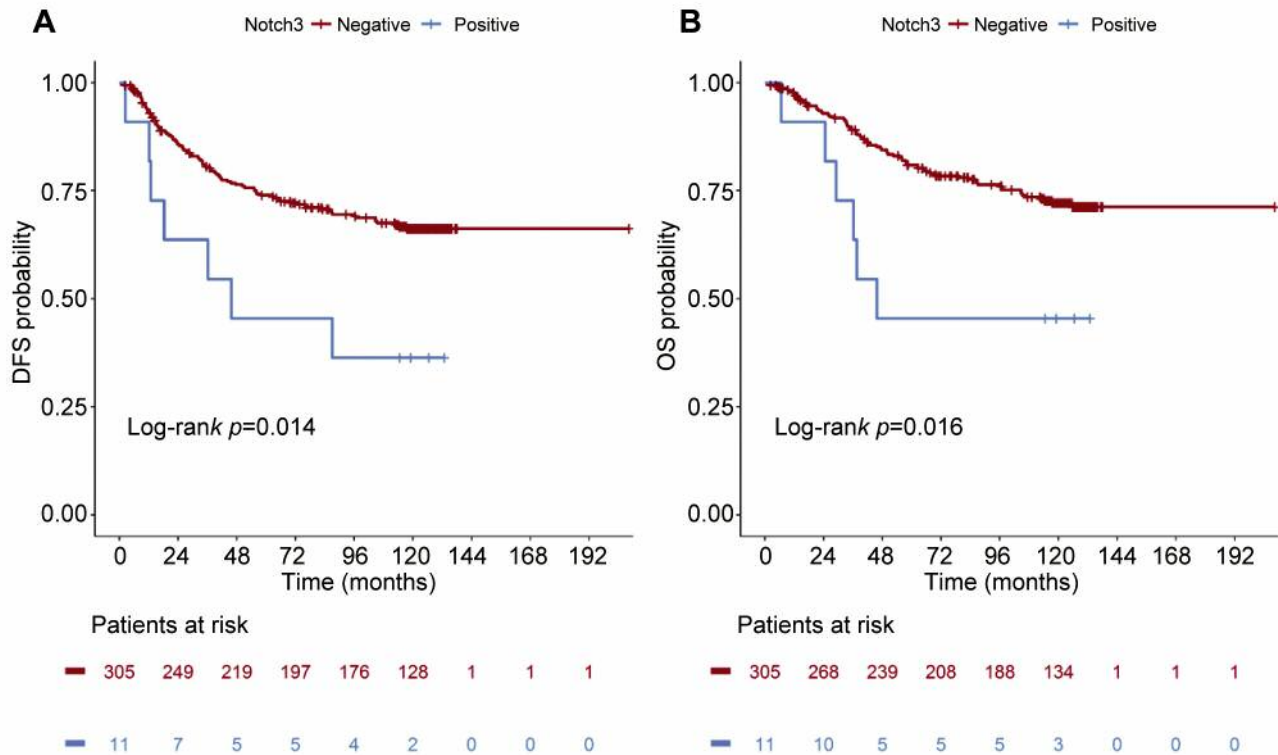 A
Notch3 Negative Positive
1.00
0.75
0.50
0.25
0.00
DFS probability
Log-rank p=0.014
0 24 48 72 96 120 144 168 192
Time (months)
Patients at risk
305 249 219 197 176 128 1 1 1
11 7 5 5 4 2 0 0 0
B
Notch3 Negative Positive
1.00
0.75
0.50
0.25
0.00
OS probability
Log-rank p=0.016
0 24 48 72 96 120 144 168 192
Time (months)
Patients at risk
305 268 239 208 188 134 1 1 1
11 10 5 5 5 3 0 0 0